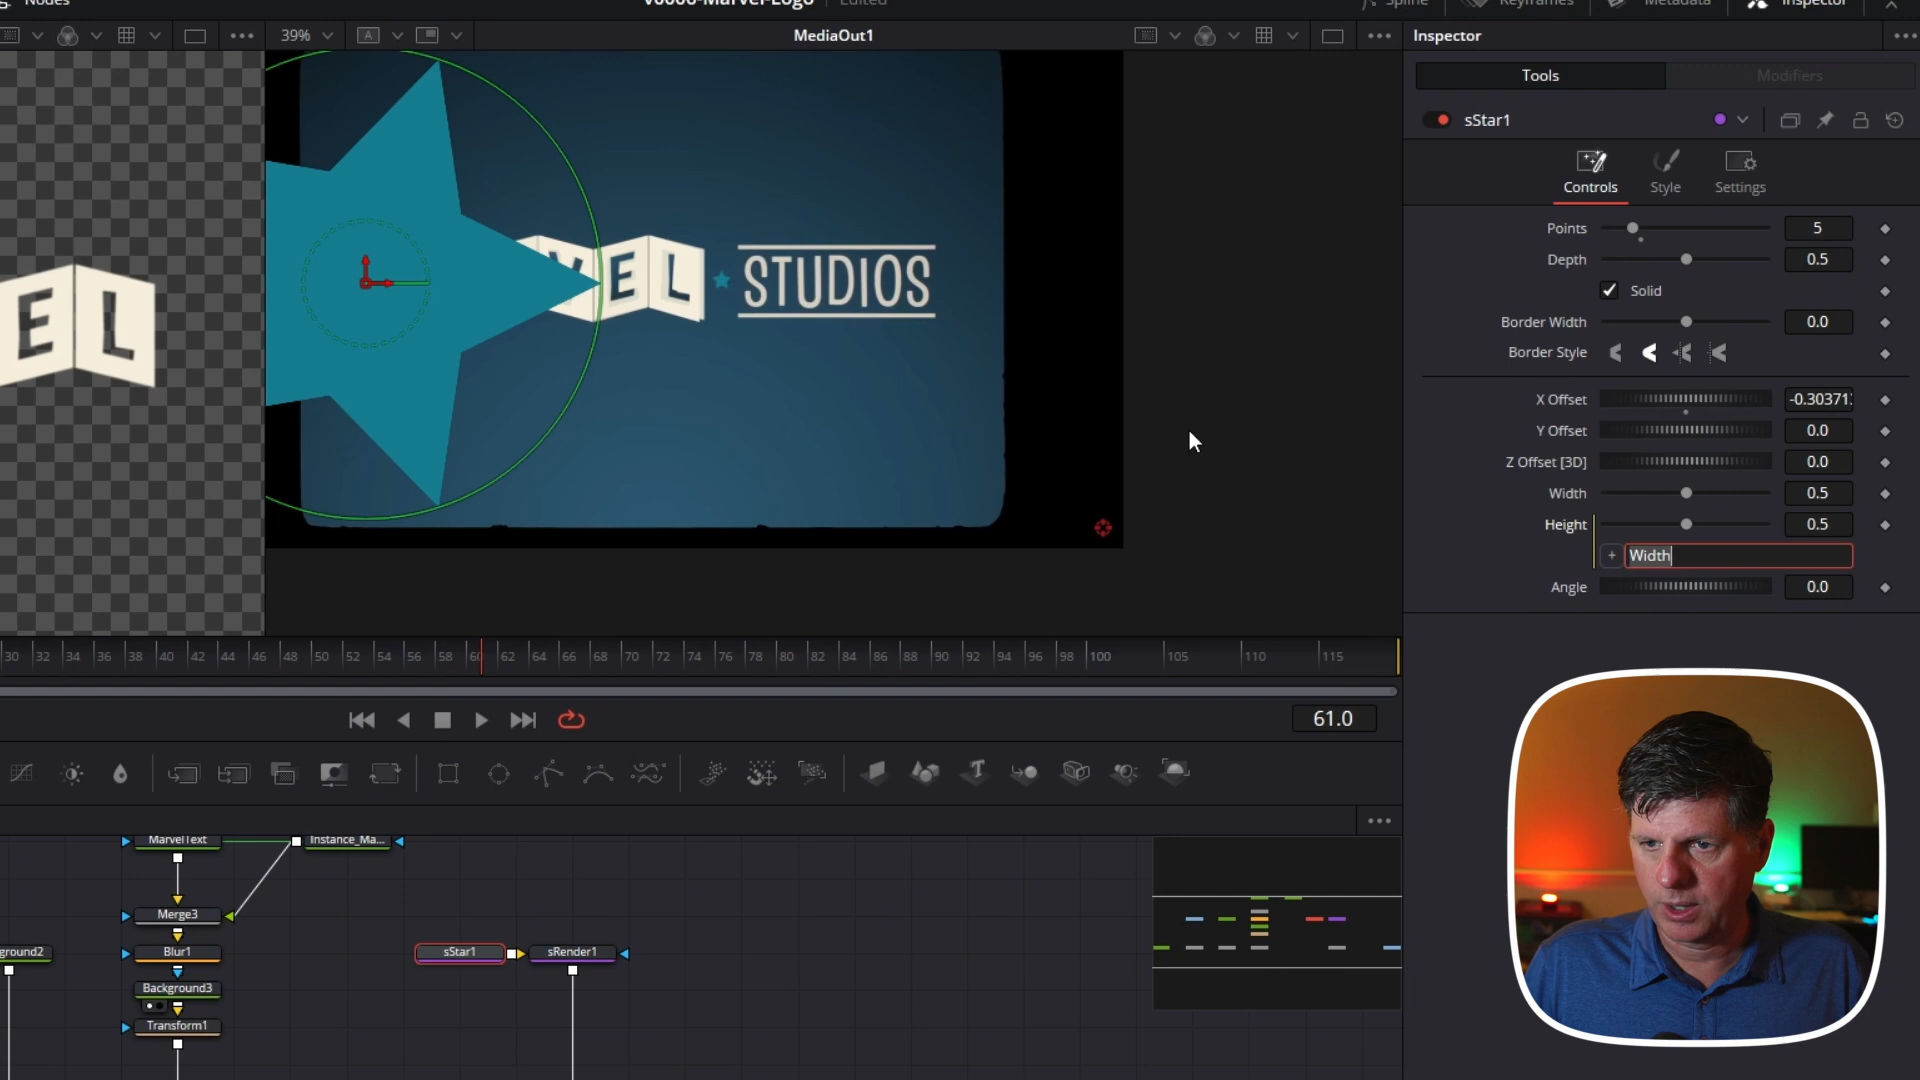 Nodes
v0006-Marvel-Logo
Edited
Spline
Keyframes
Metadata
Inspector
39%
A
MediaOut1
Inspector
Tools
Modifiers
sStar1
Controls
Style
Settings
Points
5
Depth
0.5
Solid
Border Width
0.0
Border Style
X Offset
-0.30371
Y Offset
0.0
Z Offset [3D]
0.0
Width
0.5
Height
0.5
+ Width
Angle
0.0
E L
V E L
STUDIOS
30 32 34 36 38 40 42 44 46 48 50 52 54 56 58 60 62 64 66 68 70 72 74 76 78 80 82 84 86 88 90 92 94 96 98 100 105 110 115
61.0
MarvelText
Instance_Ma...
Merge3
ground2
Blur1
sStar1
sRender1
Background3
Transform1